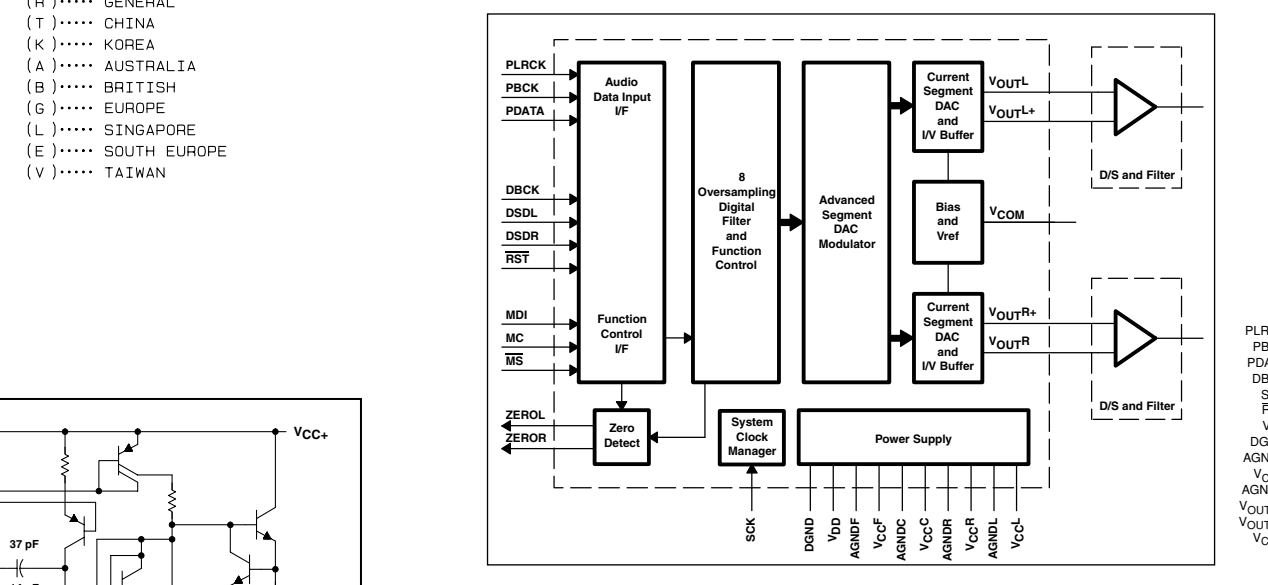 (R)••••• GENERAL
(T)••••• CHINA
(K)••••• KOREA
(A)••••• AUSTRALIA
(B)••••• BRITISH
(G)••••• EUROPE
(L)••••• SINGAPORE
(E)••••• SOUTH EUROPE
(V)••••• TAIWAN
VCC+
37 pF
PLRCK
PBCK
PDATA
DBCK
DSDL
DSDR
RST
MDI
MC
MS
ZEROL
ZEROR
Audio
Data Input
I/F
Function
Control
I/F
Zero
Detect
8
Oversampling
Digital
Filter
and
Function
Control
Advanced
Segment
DAC
Modulator
Current
Segment
DAC
and
I/V Buffer
Bias
and
Vref
Current
Segment
DAC
and
I/V Buffer
VOUTL
VOUTL+
VCOM
VOUTR+
VOUTR
D/S and Filter
D/S and Filter
System
Clock
Manager
Power Supply
SCK
DGND
VDD
AGNDF
VCCF
AGNDC
VCCC
AGNDR
VCCR
AGNDL
VCCL